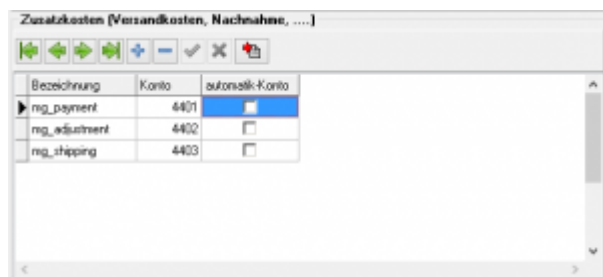 Zusatzkosten (Versandkosten, Nachnahme, ....)
Bezeichnung Konto automatik-Konto
mg_payment 4401
mg_adjustment 4402
mg_shipping 4403